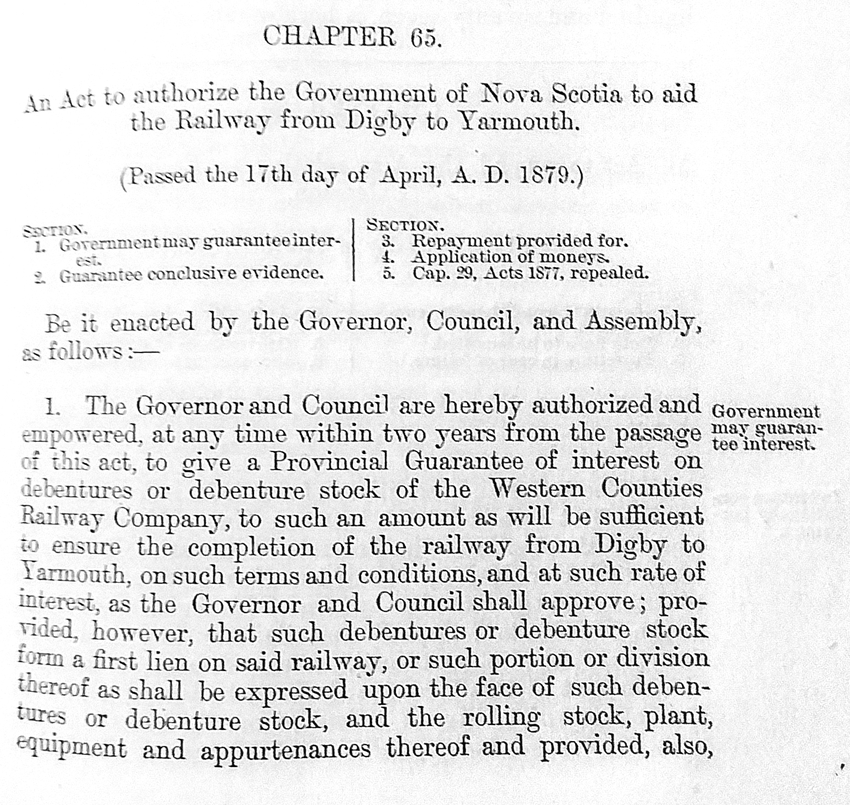 CHAPTER 65.
An Act to authorize the Government of Nova Scotia to aid
the Railway from Digby to Yarmouth.
(Passed the 17th day of April, A. D. 1879.)
SECTION.
1. Government may guarantee inter-
est.
2. Guarantee conclusive evidence.
SECTION.
3. Repayment provided for.
4. Application of moneys.
5. Cap. 29, Acts 1877, repealed.
Be it enacted by the Governor, Council, and Assembly,
as follows:—
1. The Governor and Council are hereby authorized and
empowered, at any time within two years from the passage
of this act, to give a Provincial Guarantee of interest on
debentures or debenture stock of the Western Counties
Railway Company, to such an amount as will be sufficient
to ensure the completion of the railway from Digby to
Yarmouth, on such terms and conditions, and at such rate of
interest, as the Governor and Council shall approve; pro-
vided, however, that such debentures or debenture stock
form a first lien on said railway, or such portion or division
thereof as shall be expressed upon the face of such deben-
tures or debenture stock, and the rolling stock, plant,
equipment and appurtenances thereof and provided, also,
Government
may guaran-
tee interest.